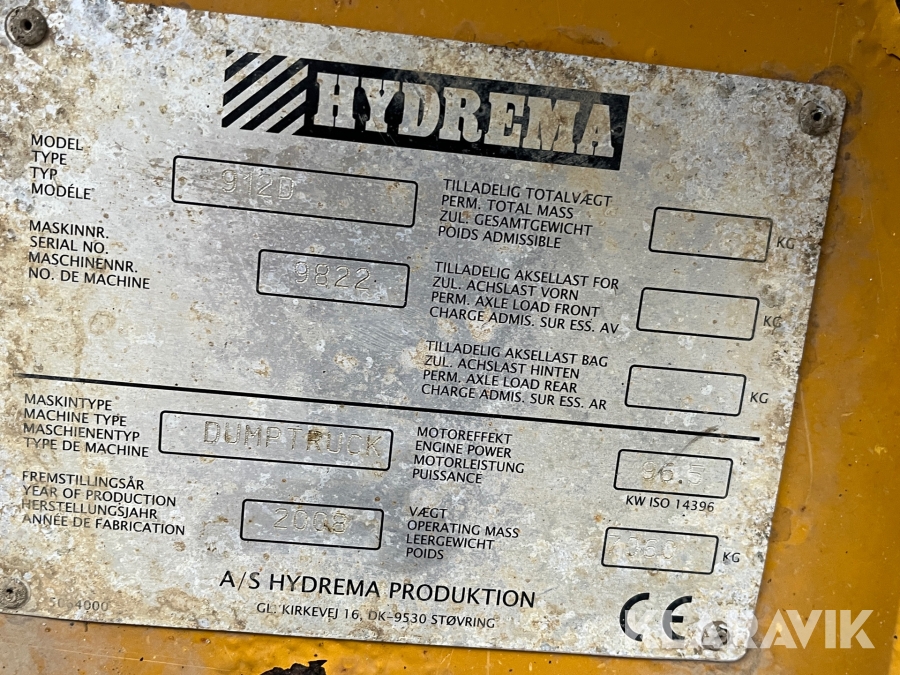 HYDREMA
MODEL
TYPE
TYP
MODÉLE
912D
MASKINNR.
SERIAL NO.
MASCHINENNR.
NO. DE MACHINE
9822
TILLADELIG TOTALVÆGT
PERM. TOTAL MASS
ZUL. GESAMTGEWICHT
POIDS ADMISSIBLE
KG
TILLADELIG AKSELLAST FOR
ZUL. ACHSLAST VORN
PERM. AXLE LOAD FRONT
CHARGE ADMIS. SUR ESS. AV
KG
TILLADELIG AKSELLAST BAG
ZUL. ACHSLAST HINTEN
PERM. AXLE LOAD REAR
CHARGE ADMIS. SUR ESS. AR
KG
MASKINTYPE
MACHINE TYPE
MASCHIENENTYP
TYPE DE MACHINE
DUMPTRUCK
FREMSTILLINGSÅR
YEAR OF PRODUCTION
HERSTELLUNGSJAHR
ANNÉE DE FABRICATION
2008
MOTOREFFEKT
ENGINE POWER
MOTORLEISTUNG
PUISSANCE
96.5
KW ISO 14396
VÆGT
OPERATING MASS
LEERGEWICHT
POIDS
KG
A/S HYDREMA PRODUKTION
GL. KIRKEVEJ 16, DK-9530 STØVRING
CE